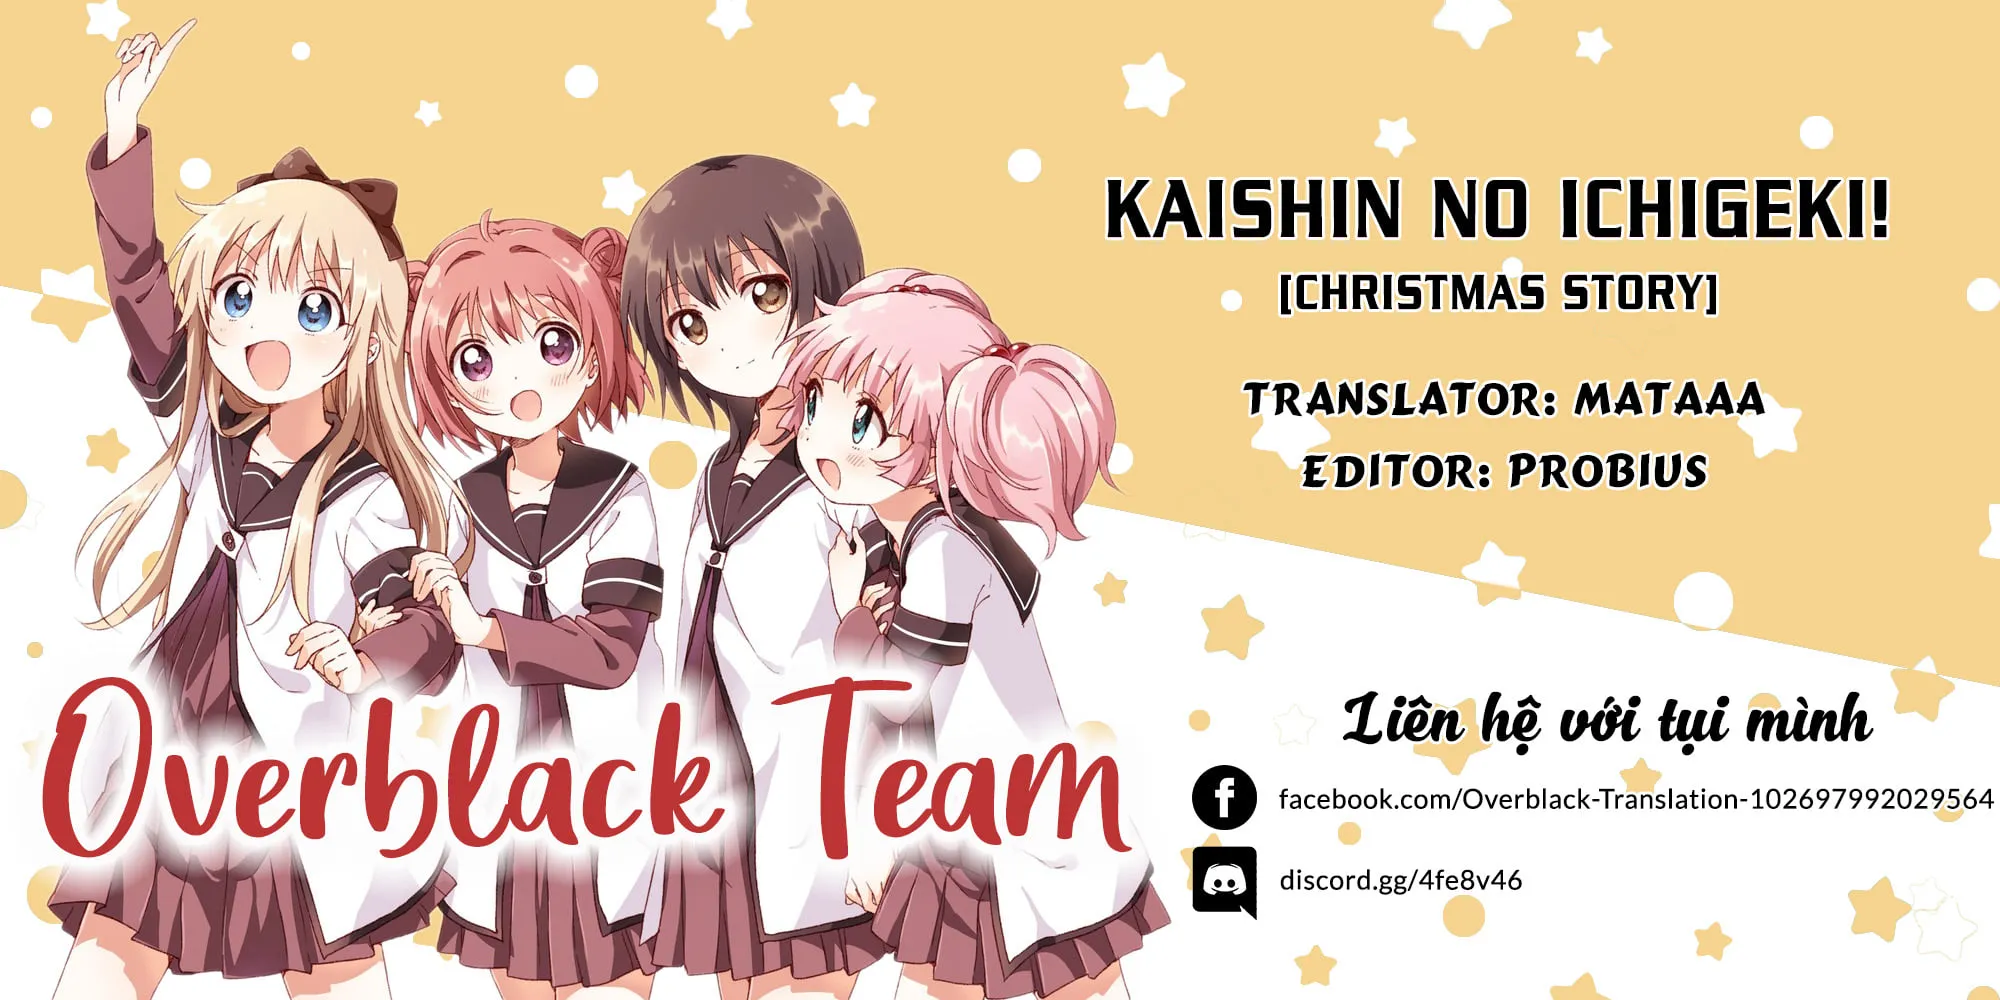 KAISHIN NO ICHIGEKI!
[CHRISTMAS STORY]
TRANSLATOR: MATAAA
EDITOR: PROBIUS
Overblack Team
Liên hệ với tụi mình
facebook.com/Overblack-Translation-102697992029564
discord.gg/4fe8v46